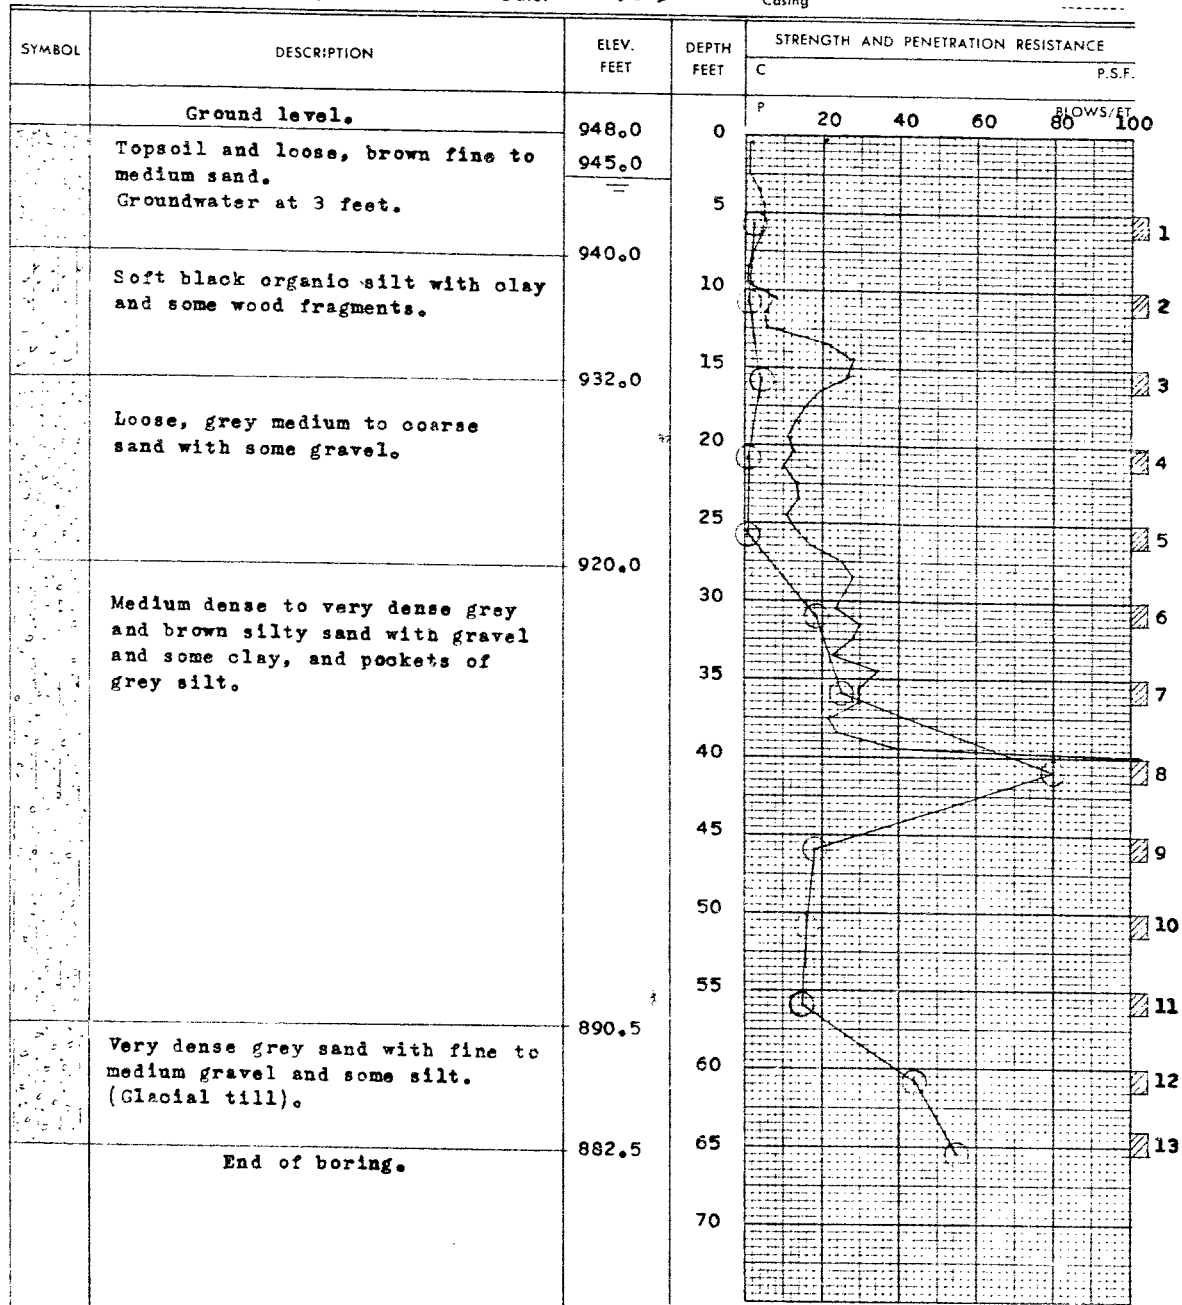 Casing
SYMBOL
DESCRIPTION
ELEV.
FEET
DEPTH
FEET
STRENGTH AND PENETRATION RESISTANCE
C P.S.F.
P BLOWS/FT.
20 40 60 80 100
Ground level.
948.0
0
Topsoil and loose, brown fine to
medium sand.
Groundwater at 3 feet.
945.0
5
1
940.0
Soft black organic silt with clay
and some wood fragments.
10
2
15
3
932.0
Loose, grey medium to coarse
sand with some gravel.
20
4
25
5
920.0
Medium dense to very dense grey
and brown silty sand with gravel
and some clay, and pockets of
grey silt.
30
6
35
7
40
8
45
9
50
10
55
11
890.5
Very dense grey sand with fine to
medium gravel and some silt.
(Glacial till).
60
12
65
13
882.5
End of boring.
70